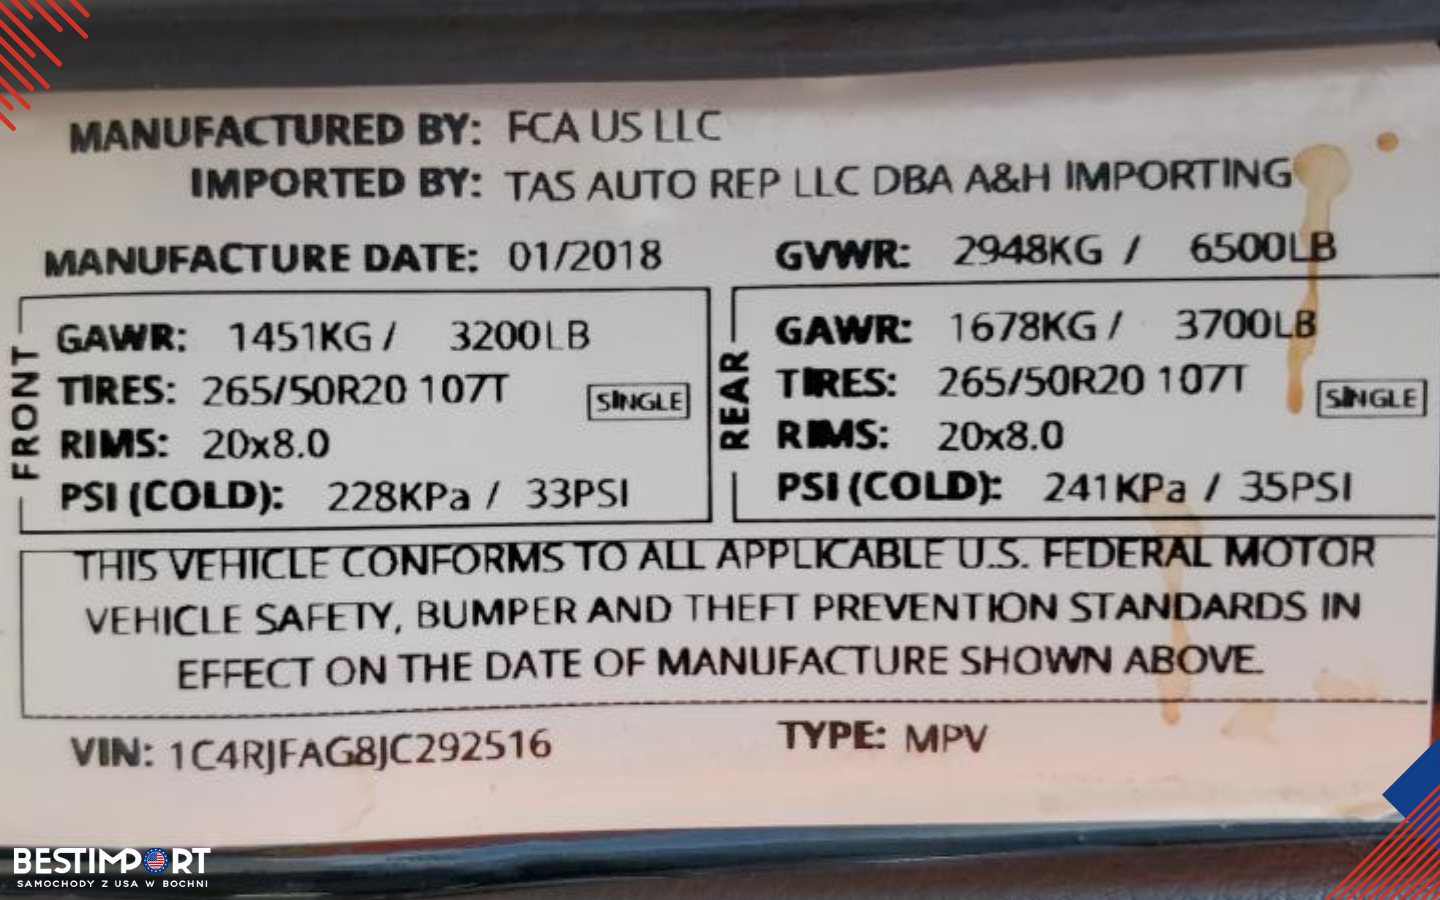 MANUFACTURED BY: FCA US LLC
IMPORTED BY: TAS AUTO REP LLC DBA A&H IMPORTING
MANUFACTURE DATE: 01/2018 GVWR: 2948KG / 6500LB
FRONT
GAWR: 1451KG / 3200LB
TIRES: 265/50R20 107T SINGLE
RIMS: 20x8.0
PSI (COLD): 228KPa / 33PSI
REAR
GAWR: 1678KG / 3700LB
TIRES: 265/50R20 107T SINGLE
RIMS: 20x8.0
PSI (COLD): 241KPa / 35PSI
THIS VEHICLE CONFORMS TO ALL APPLICABLE U.S. FEDERAL MOTOR
VEHICLE SAFETY, BUMPER AND THEFT PREVENTION STANDARDS IN
EFFECT ON THE DATE OF MANUFACTURE SHOWN ABOVE.
VIN: 1C4RJFAG8JC292516 TYPE: MPV
BESTIMPORT
SAMOCHODY Z USA W BOCHNI